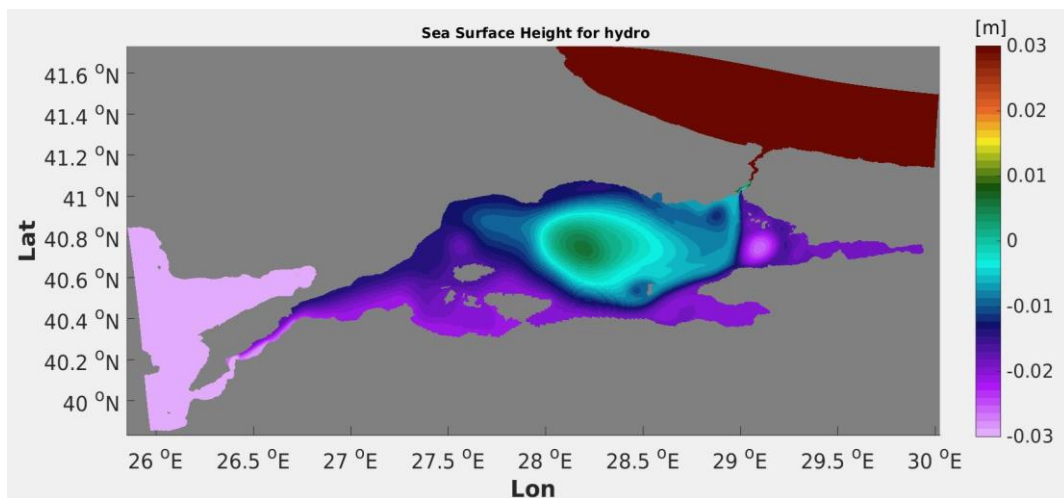 Sea Surface Height for hydro
[m]
0.03
0.02
0.01
0
-0.01
-0.02
-0.03
Lat
41.6 °N
41.4 °N
41.2 °N
41 °N
40.8 °N
40.6 °N
40.4 °N
40.2 °N
40 °N
26 °E
26.5 °E
27 °E
27.5 °E
28 °E
28.5 °E
29 °E
29.5 °E
30 °E
Lon